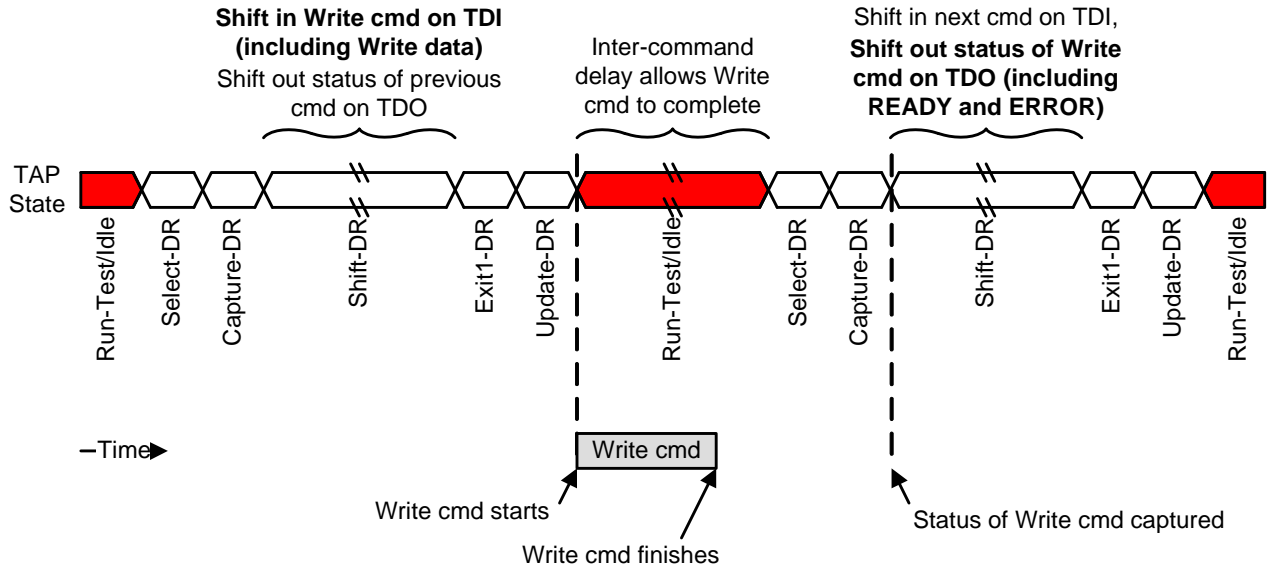 Shift in Write cmd on TDI
(including Write data)
Shift out status of previous
cmd on TDO
Inter-command
delay allows Write
cmd to complete
Shift in next cmd on TDI,
Shift out status of Write
cmd on TDO (including
READY and ERROR)
TAP
State
Run-Test/Idle
Select-DR
Capture-DR
Shift-DR
Exit1-DR
Update-DR
Run-Test/Idle
Select-DR
Capture-DR
Shift-DR
Exit1-DR
Update-DR
Run-Test/Idle
Time
Write cmd
Write cmd starts
Write cmd finishes
Status of Write cmd captured